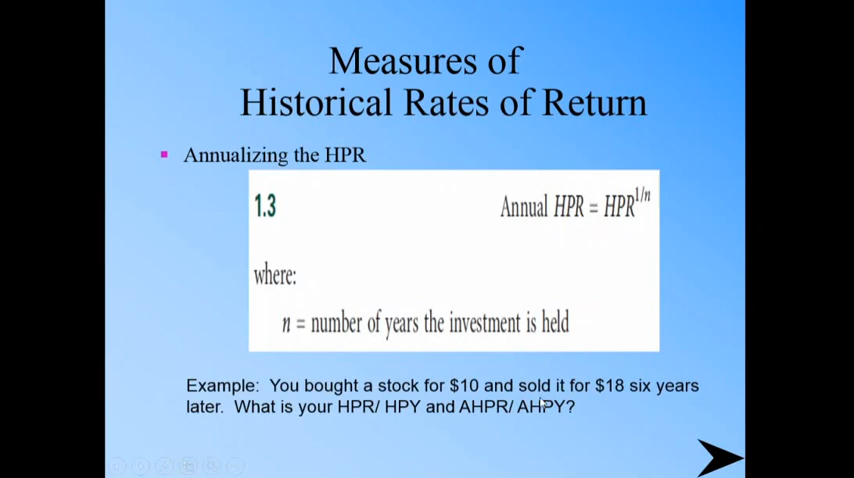 Measures of
Historical Rates of Return
Annualizing the HPR
1.3 Annual HPR = HPR^1/n
where:
n = number of years the investment is held
Example: You bought a stock for $10 and sold it for $18 six years
later. What is your HPR/ HPY and AHPR/ AHPY?